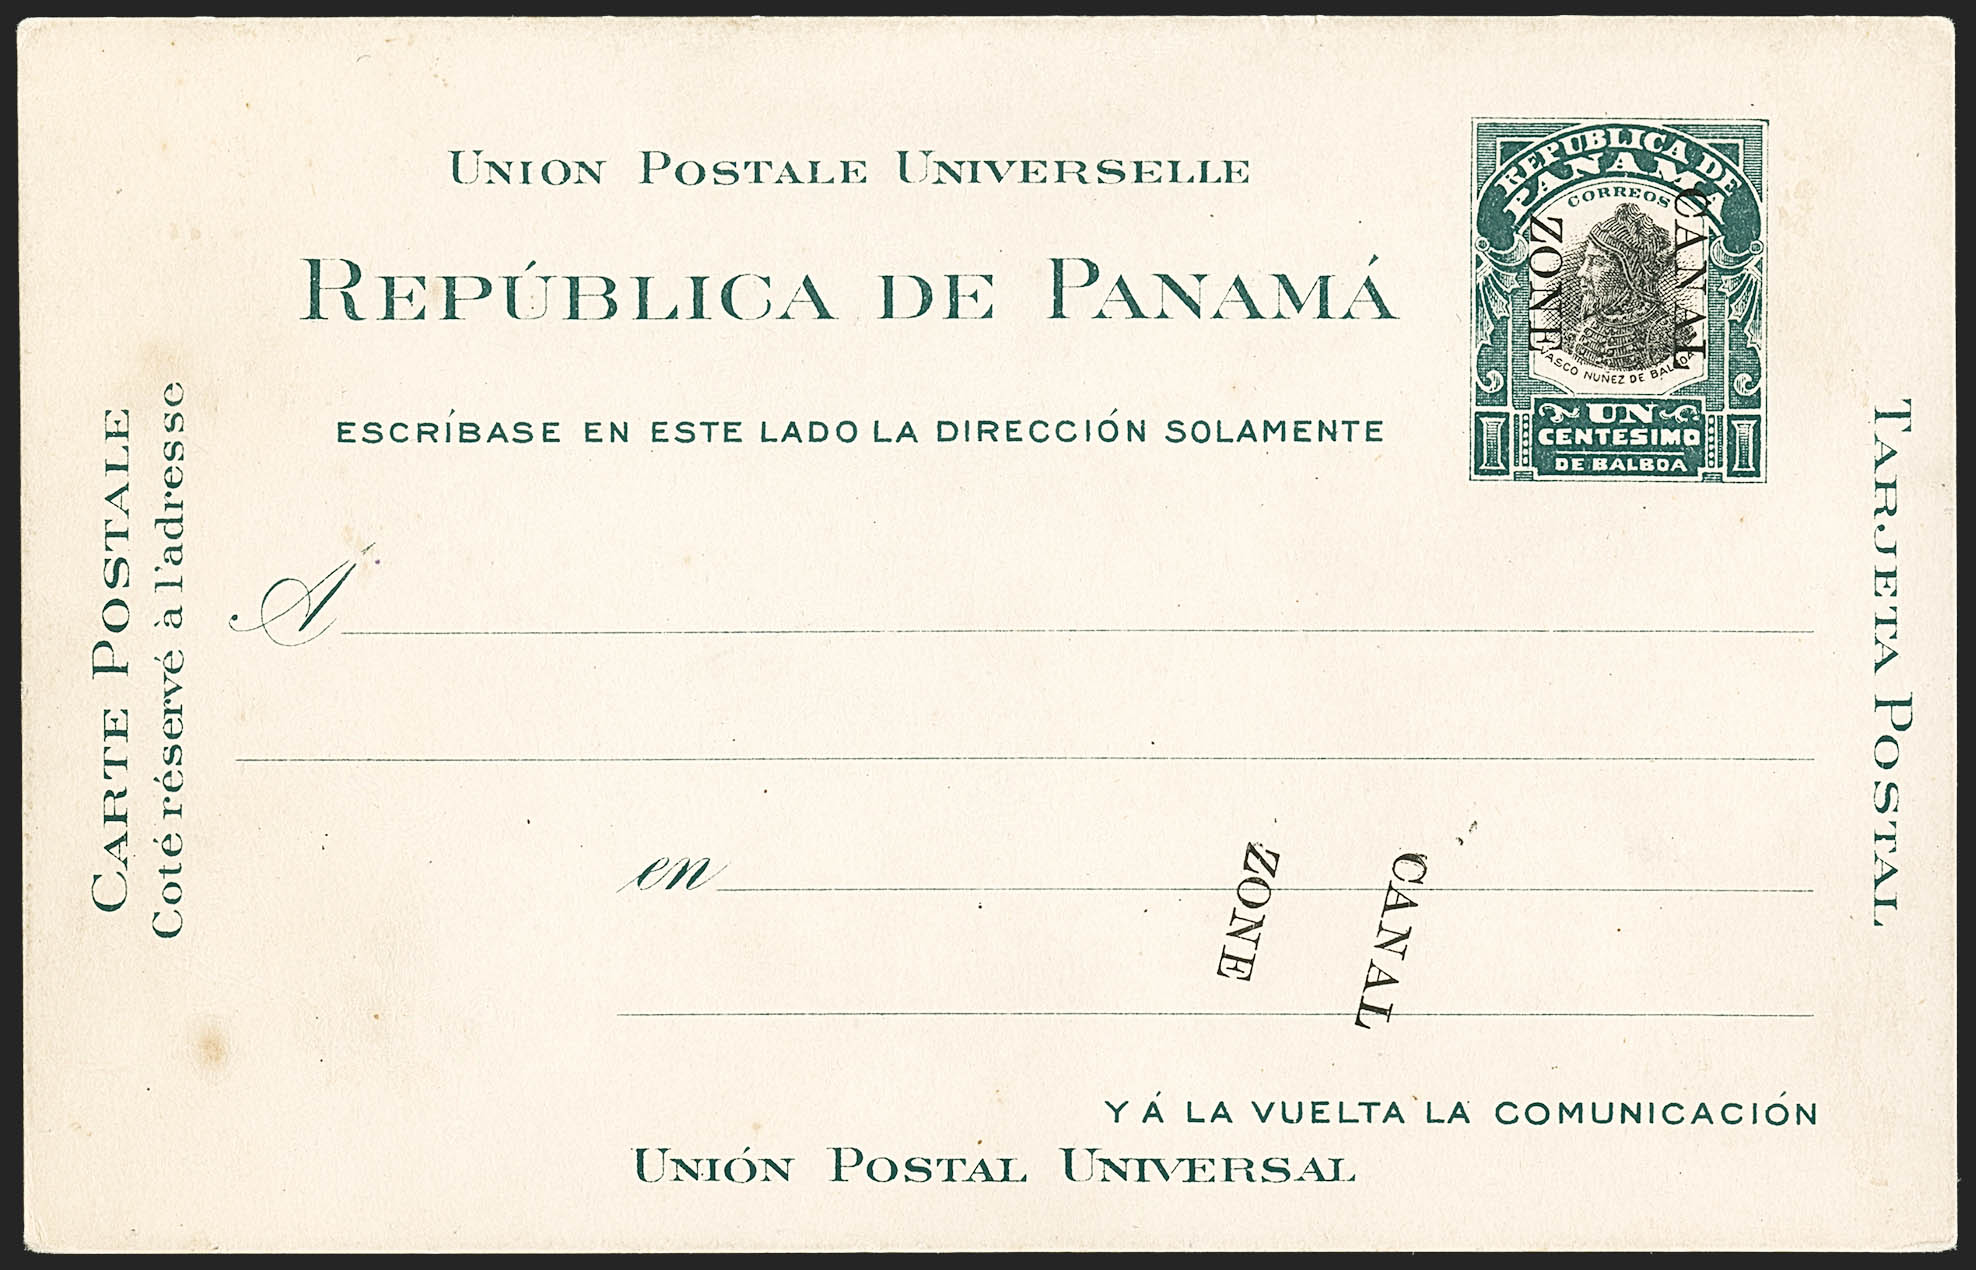 UNION POSTALE UNIVERSELLE
REPÚBLICA DE PANAMÁ
ESCRÍBASE EN ESTE LADO LA DIRECCIÓN SOLAMENTE
REPUBLICA DE
PANAMA
CORREOS
CANAL
ZONE
VASCO NUÑEZ DE BALBOA
1 UN 1
CENTESIMO
DE BALBOA
CARTE POSTALE
Coté réservé à l'adresse
TARJETA POSTAL
A
en
CANAL
ZONE
Y Á LA VUELTA LA COMUNICACIÓN
UNIÓN POSTAL UNIVERSAL